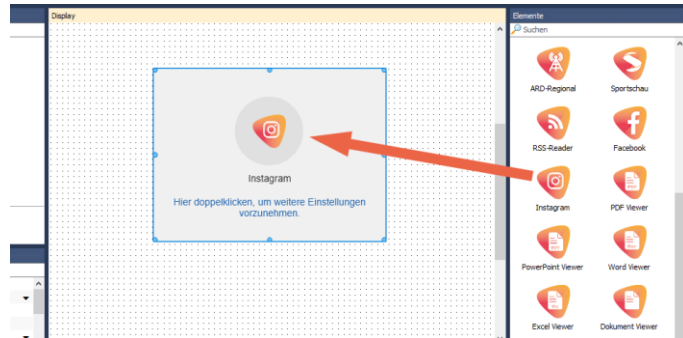 Display
Instagram
Hier doppelklicken, um weitere Einstellungen
vorzunehmen.
Elemente
Suchen
ARD-Regional
Sportschau
RSS-Reader
Facebook
Instagram
PDF Viewer
PowerPoint Viewer
Word Viewer
Excel Viewer
Dokument Viewer